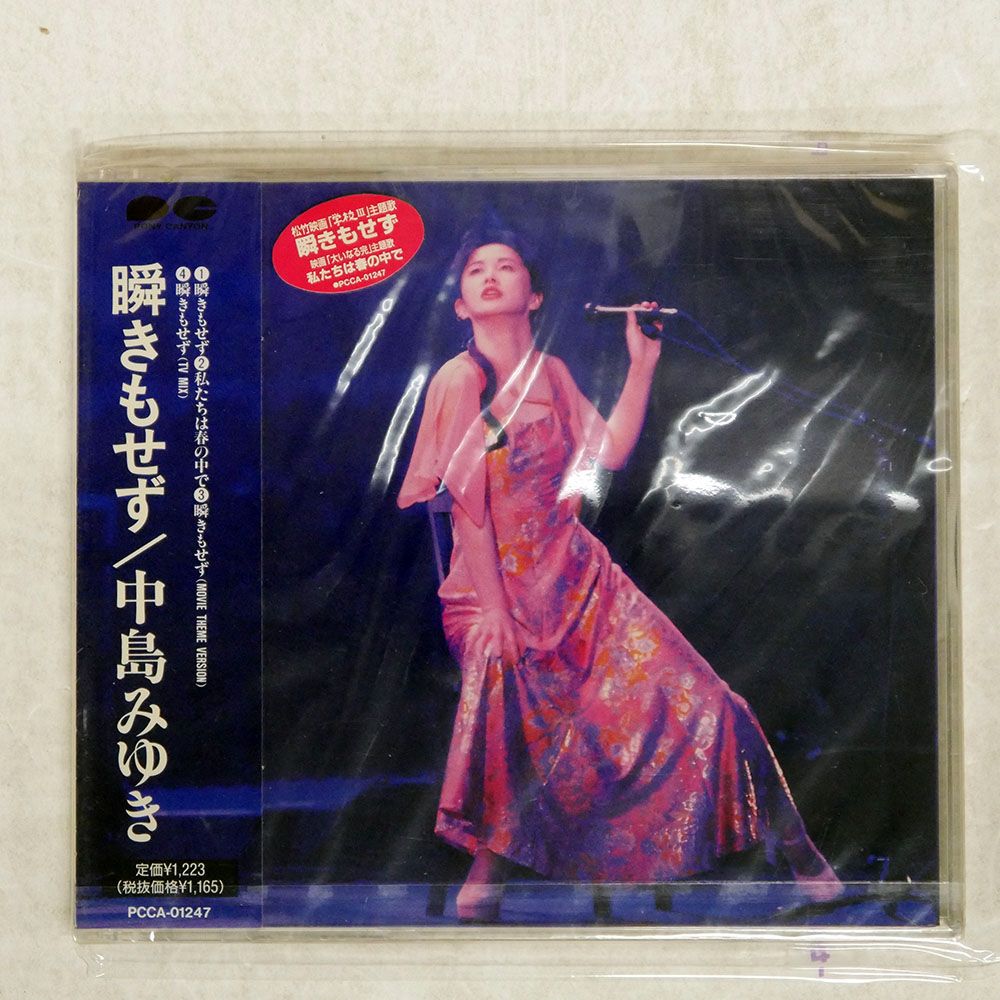 PONY CANYON
瞬きもせず/中島みゆき
❶瞬きもせず❷私たちは春の中で❸瞬きもせず(MOVIE THEME VERSION)
❹瞬きもせず(TV MIX)
定価¥1,223
(税抜価格¥1,165)
PCCA-01247
松竹映画「学校Ⅲ」主題歌
瞬きもせず
映画「大いなる完」主題歌
私たちは春の中で
●PCCA-01247